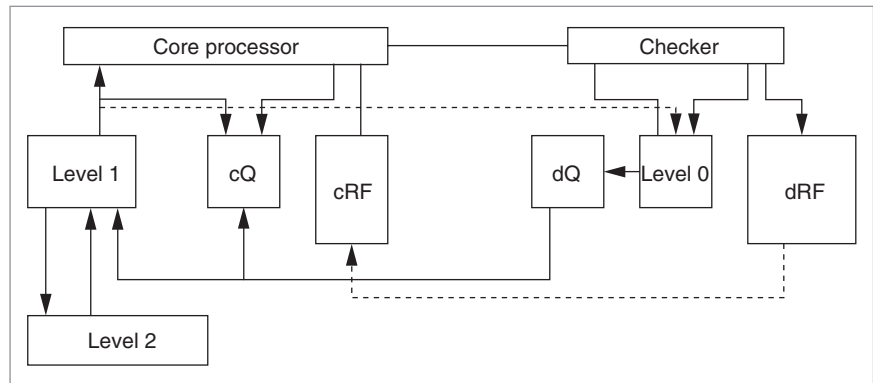 Core processor
Checker
Level 1
cQ
cRF
dQ
Level 0
dRF
Level 2